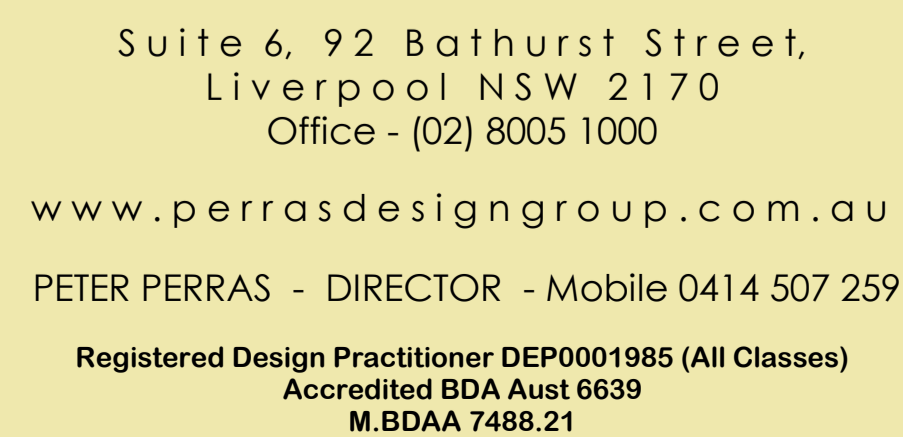 Suite 6, 92 Bathurst Street,
Liverpool NSW 2170
Office - (02) 8005 1000
www.perrasdesigngroup.com.au
PETER PERRAS - DIRECTOR - Mobile 0414 507 259
Registered Design Practitioner DEP0001985 (All Classes)
Accredited BDA Aust 6639
M.BDAA 7488.21